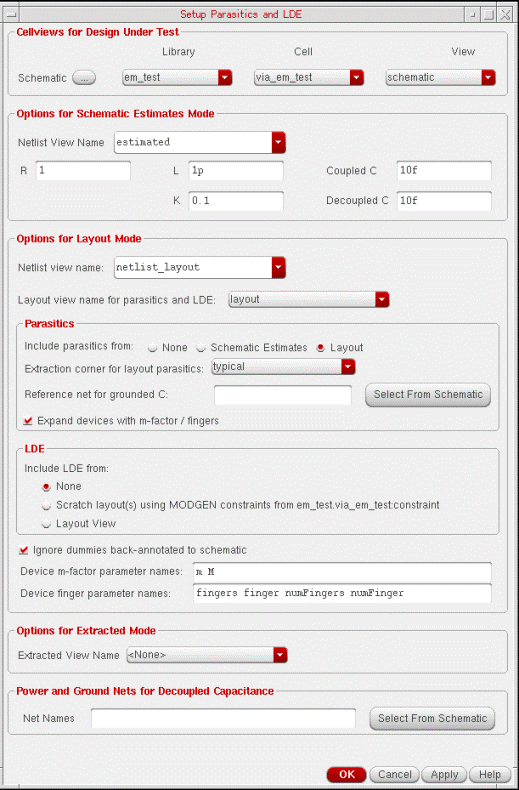 Setup Parasitics and LDE
Cellviews for Design Under Test
Library Cell View
Schematic ... em_test via_em_test schematic
Options for Schematic Estimates Mode
Netlist View Name estimated
R 1 L 1p Coupled C 10f
K 0.1 Decoupled C 10f
Options for Layout Mode
Netlist view name: netlist_layout
Layout view name for parasitics and LDE: layout
Parasitics
Include parasitics from: None Schematic Estimates Layout
Extraction corner for layout parasitics: typical
Reference net for grounded C: Select From Schematic
Expand devices with m-factor / fingers
LDE
Include LDE from:
None
Scratch layout(s) using MODGEN constraints from em_test.via_em_test:constraint
Layout View
Ignore dummies back-annotated to schematic
Device m-factor parameter names: m M
Device finger parameter names: fingers finger numFingers numFinger
Options for Extracted Mode
Extracted View Name <None>
Power and Ground Nets for Decoupled Capacitance
Net Names Select From Schematic
OK Cancel Apply Help